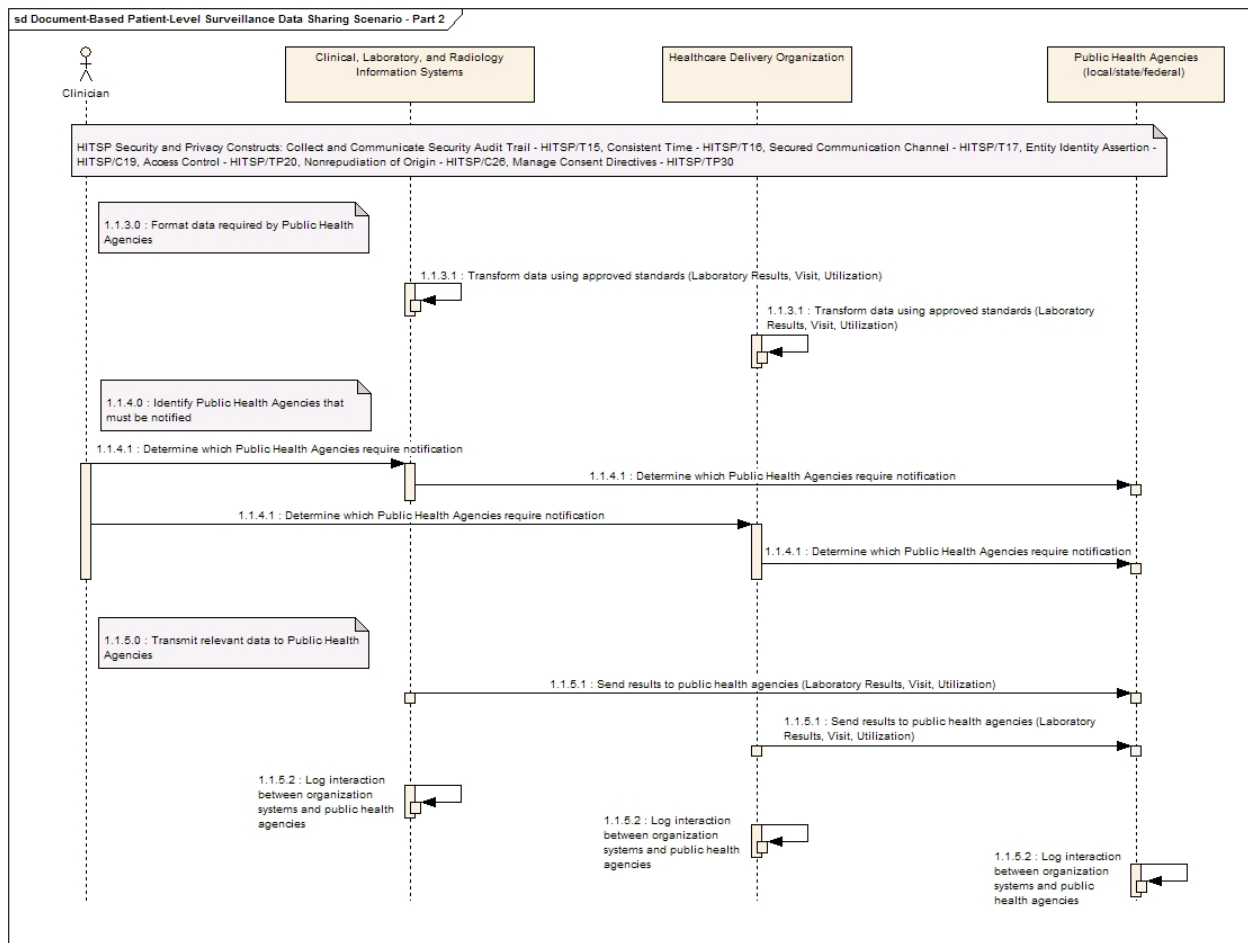 sd Document-Based Patient-Level Surveillance Data Sharing Scenario - Part 2
Clinician
Clinical, Laboratory, and Radiology
Information Systems
Healthcare Delivery Organization
Public Health Agencies
(local/state/federal)
HITSP Security and Privacy Constructs: Collect and Communicate Security Audit Trail - HITSP/T15, Consistent Time - HITSP/T16, Secured Communication Channel - HITSP/T17, Entity Identity Assertion -
HITSP/C19, Access Control - HITSP/TP20, Nonrepudiation of Origin - HITSP/C26, Manage Consent Directives - HITSP/TP30
1.1.3.0 : Format data required by Public Health
Agencies
1.1.3.1 : Transform data using approved standards (Laboratory Results, Visit, Utilization)
1.1.3.1 : Transform data using approved standards (Laboratory
Results, Visit, Utilization)
1.1.4.0 : Identify Public Health Agencies that
must be notified
1.1.4.1 : Determine which Public Health Agencies require notification
1.1.4.1 : Determine which Public Health Agencies require notification
1.1.4.1 : Determine which Public Health Agencies require notification
1.1.4.1 : Determine which Public Health Agencies require notification
1.1.5.0 : Transmit relevant data to Public Health
Agencies
1.1.5.1 : Send results to public health agencies (Laboratory Results, Visit, Utilization)
1.1.5.1 : Send results to public health agencies (Laboratory
Results, Visit, Utilization)
1.1.5.2 : Log interaction
between organization
systems and public health
agencies
1.1.5.2 : Log interaction
between organization
systems and public health
agencies
1.1.5.2 : Log interaction
between organization
systems and public
health agencies